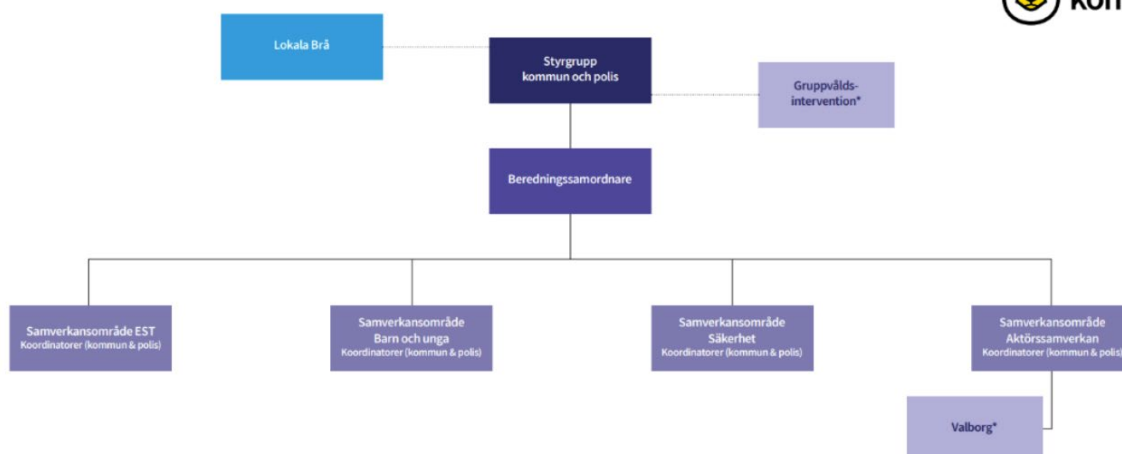 Lokala Brå
Styrgrupp
kommun och polis
Gruppvålds-
intervention*
Beredningssamordnare
Samverkansområde EST
Koordinatorer (kommun & polis)
Samverkansområde
Barn och unga
Koordinatorer (kommun & polis)
Samverkansområde
Säkerhet
Koordinatorer (kommun & polis)
Samverkansområde
Aktörssamverkan
Koordinatorer (kommun & polis)
Valborg*